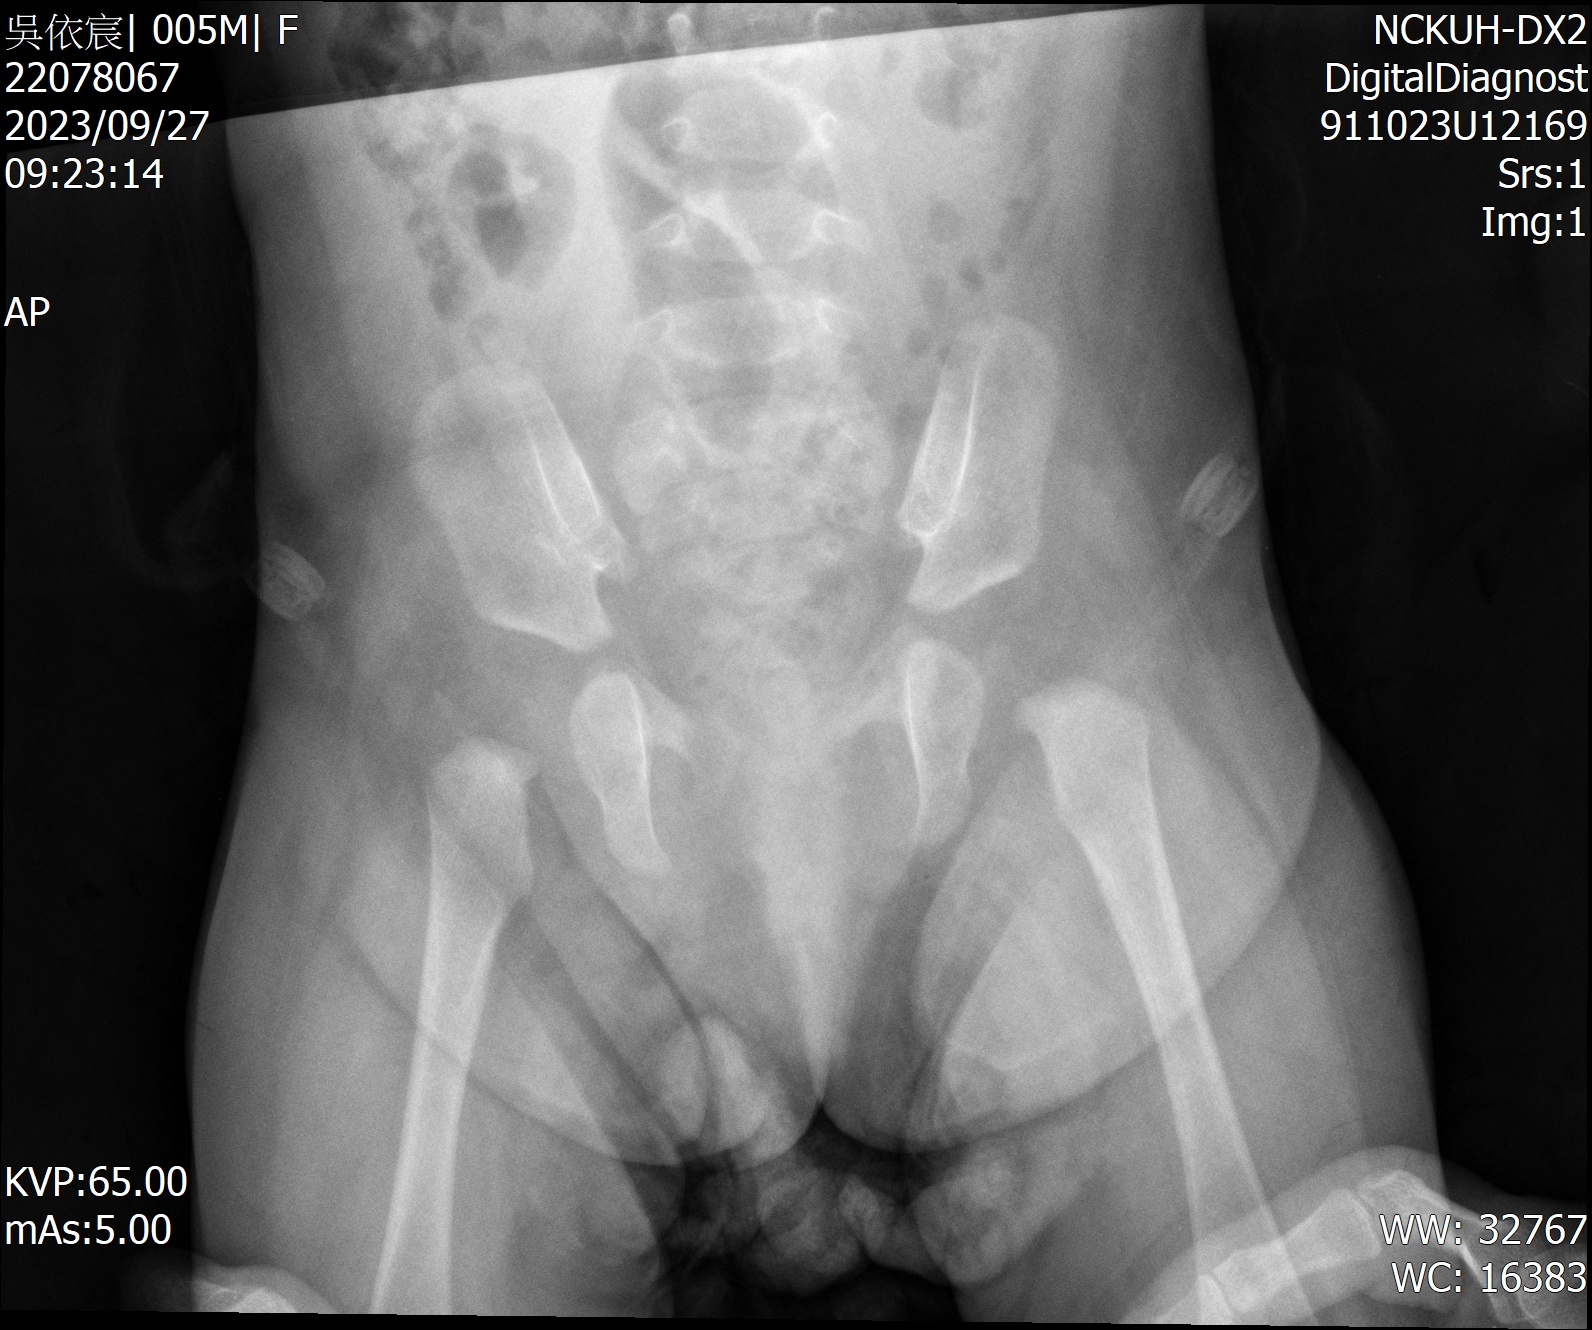 吳依宸| 005M| F
22078067
2023/09/27
09:23:14
AP
NCKUH-DX2
DigitalDiagnost
911023U12169
Srs:1
Img:1
KVP:65.00
mAs:5.00
WW: 32767
WC: 16383